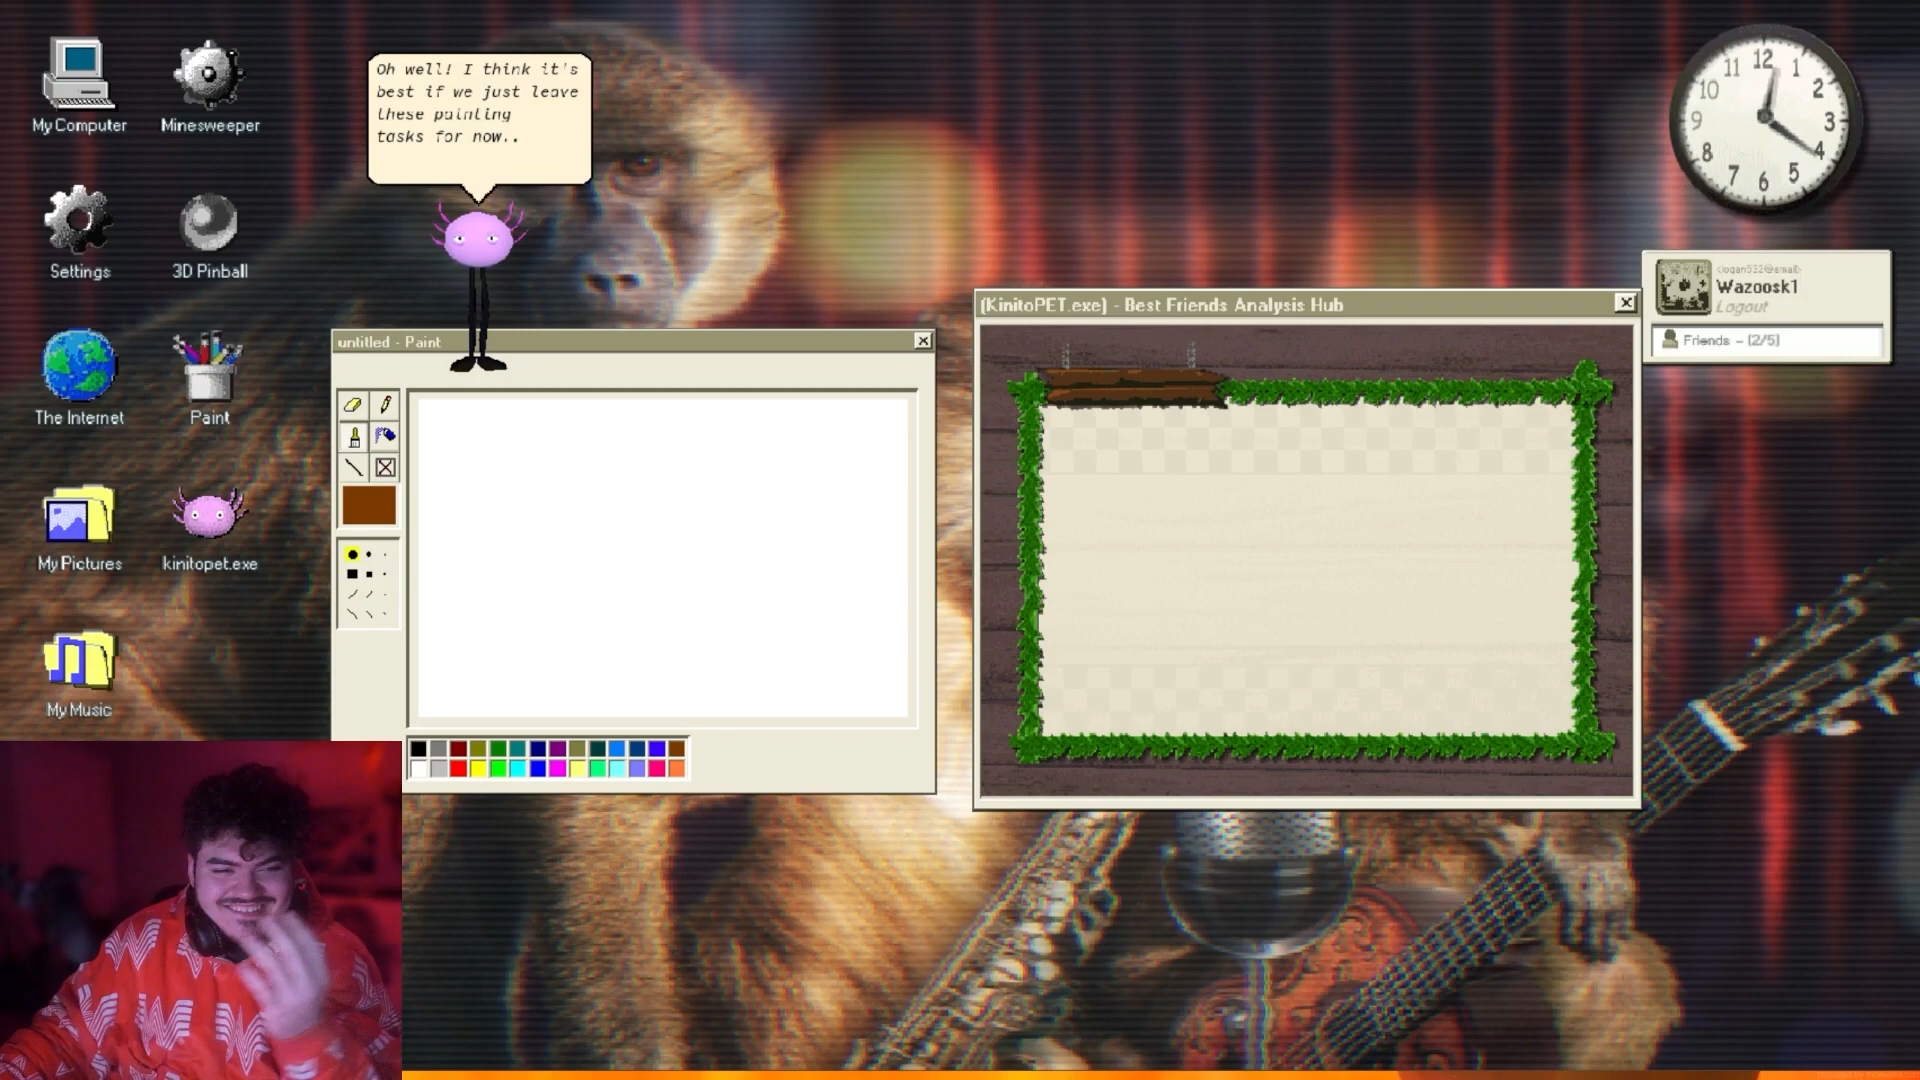 My Computer
Minesweeper
Settings
3D Pinball
The Internet
Paint
My Pictures
kinitopet.exe
My Music
Oh well! I think it's
best if we just leave
these painting
tasks for now..
untitled - Paint
(KinitoPET.exe) - Best Friends Analysis Hub
12
1
2
3
4
5
6
7
8
9
10
11
Wazoosk1
Logout
Friends - (2/5)